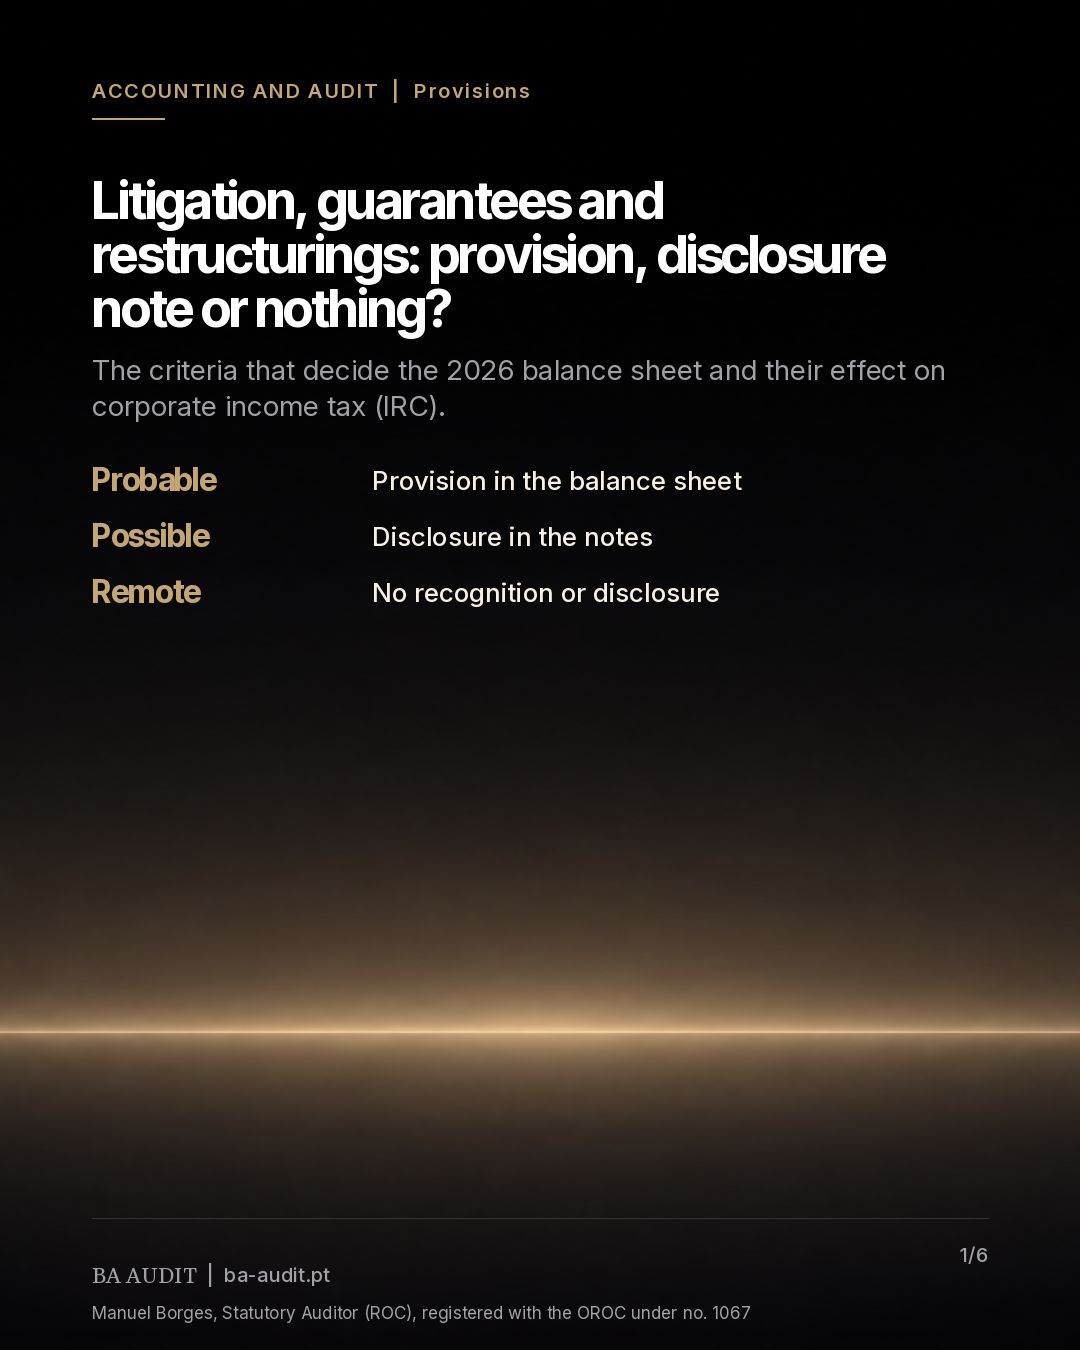 ACCOUNTING AND AUDIT | Provisions
Litigation, guarantees and
restructurings: provision, disclosure
note or nothing?
The criteria that decide the 2026 balance sheet and their effect on
corporate income tax (IRC).
Probable Provision in the balance sheet
Possible Disclosure in the notes
Remote No recognition or disclosure
1/6
BA AUDIT | ba-audit.pt
Manuel Borges, Statutory Auditor (ROC), registered with the OROC under no. 1067